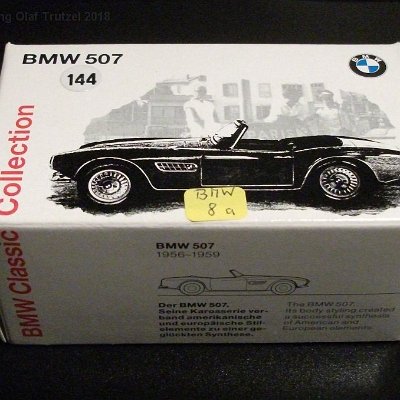 ng Olaf Trutzel 2018
BMW 507
144
BMW
BMW Classic Collection
BMW
8a
BMW 507
1956-1959
Der BMW 507.
Seine Karosserie ver-
band amerikanische
und europäische Stil-
elemente zu einer ge-
glückten Synthese.
The BMW 507.
Its body styling created
a successful synthesis
of American and
European elements.